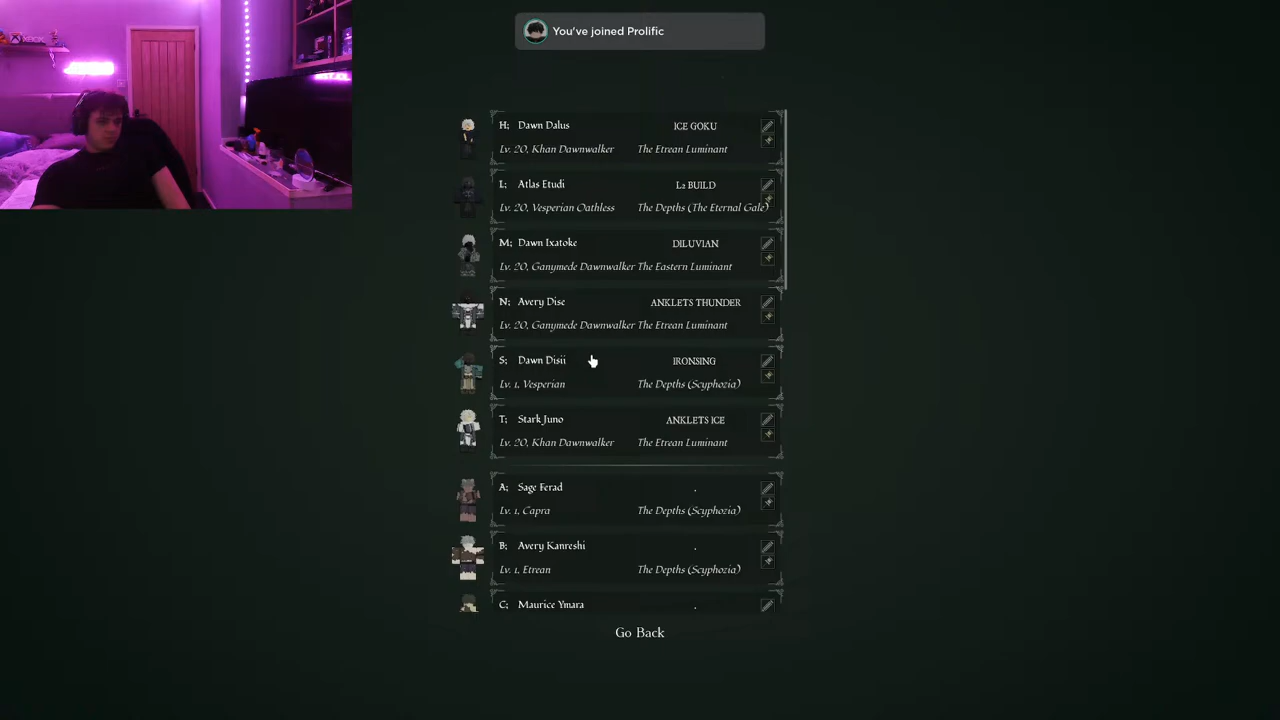 XBOX
You've joined Prolific
H; Dawn Dalus ICE GOKU
Lv. 20, Khan Dawnwalker The Etrean Luminant
L; Atlas Etudi L2 BUILD
Lv. 20, Vesperian Oathless The Depths (The Eternal Gale)
M; Dawn Ixatoke DILUVIAN
Lv. 20, Ganymede Dawnwalker The Eastern Luminant
N; Avery Dise ANKLETS THUNDER
Lv. 20, Ganymede Dawnwalker The Etrean Luminant
S; Dawn Disii IRONSING
Lv. 1, Vesperian The Depths (Scyphozia)
T; Stark Juno ANKLETS ICE
Lv. 20, Khan Dawnwalker The Etrean Luminant
A; Sage Ferad .
Lv. 1, Capra The Depths (Scyphozia)
B; Avery Kanreshi .
Lv. 1, Etrean The Depths (Scyphozia)
C; Maurice Ymara .
Go Back